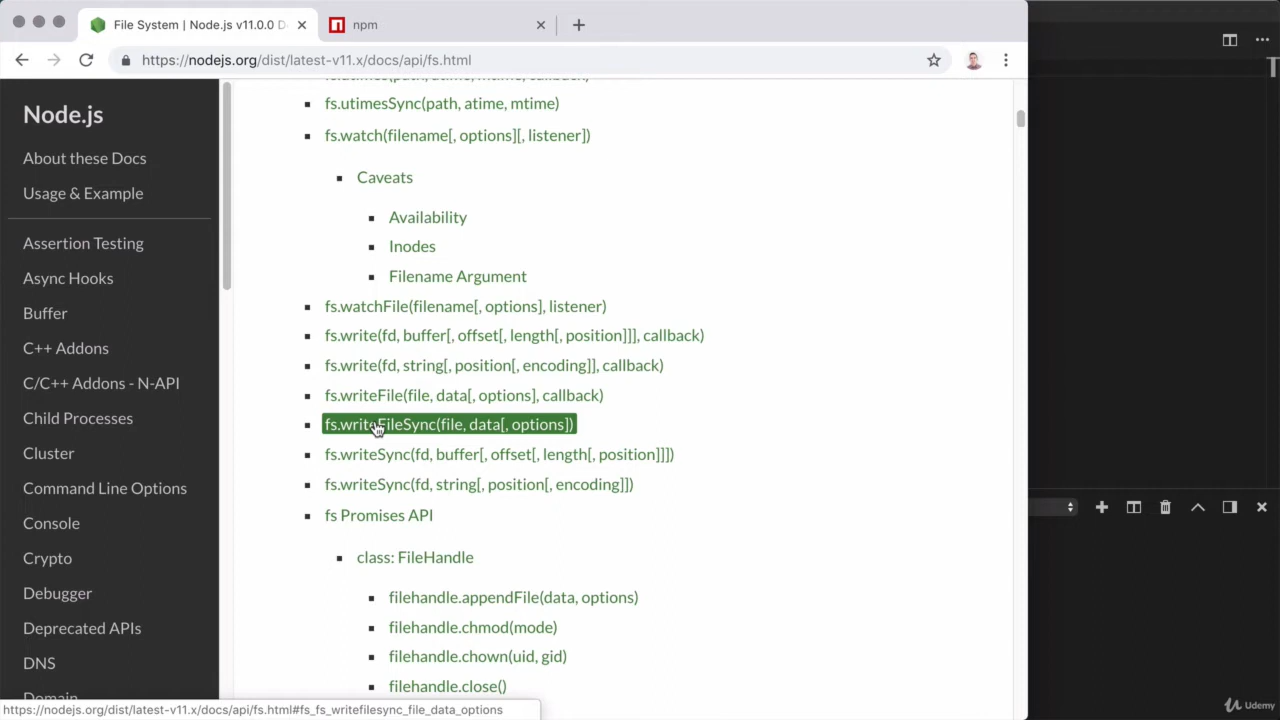 File System | Node.js v11.0.0 D
npm
https://nodejs.org/dist/latest-v11.x/docs/api/fs.html
Node.js
About these Docs
Usage & Example
Assertion Testing
Async Hooks
Buffer
C++ Addons
C/C++ Addons - N-API
Child Processes
Cluster
Command Line Options
Console
Crypto
Debugger
Deprecated APIs
DNS
Domain
fs.utimes(path, atime, mtime, callback)
fs.utimesSync(path, atime, mtime)
fs.watch(filename[, options][, listener])
Caveats
Availability
Inodes
Filename Argument
fs.watchFile(filename[, options], listener)
fs.write(fd, buffer[, offset[, length[, position]]], callback)
fs.write(fd, string[, position[, encoding]], callback)
fs.writeFile(file, data[, options], callback)
fs.writeFileSync(file, data[, options])
fs.writeSync(fd, buffer[, offset[, length[, position]]])
fs.writeSync(fd, string[, position[, encoding]])
fs Promises API
class: FileHandle
filehandle.appendFile(data, options)
filehandle.chmod(mode)
filehandle.chown(uid, gid)
filehandle.close()
https://nodejs.org/dist/latest-v11.x/docs/api/fs.html#fs_fs_writefilesync_file_data_options
Udemy